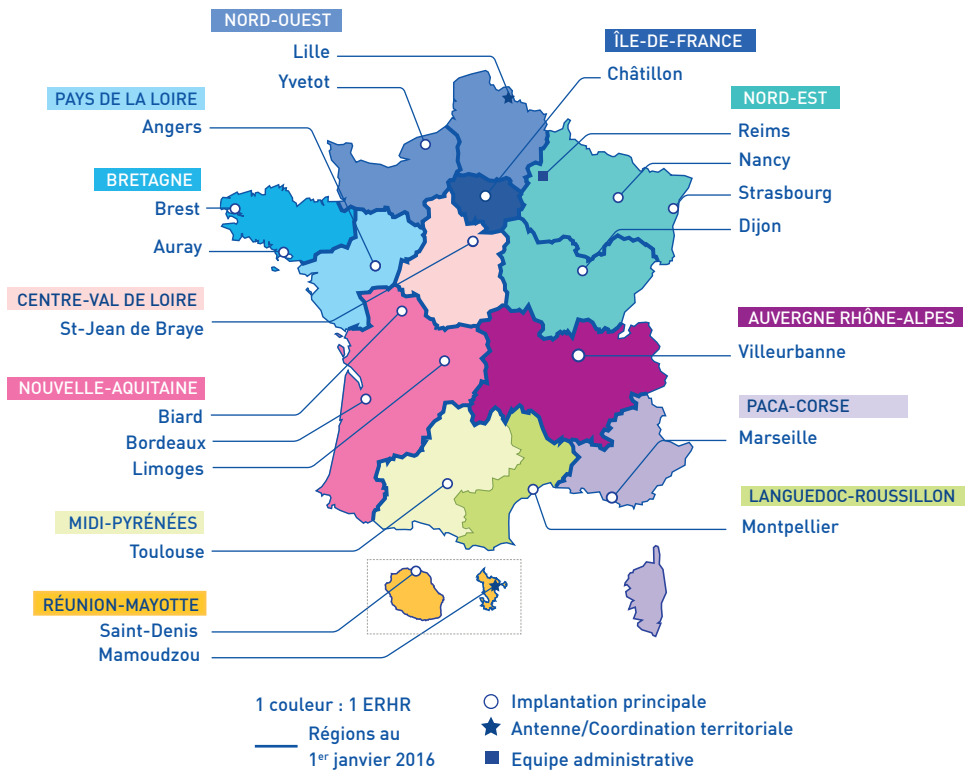 NORD-OUEST
Lille
Yvetot
ÎLE-DE-FRANCE
Châtillon
PAYS DE LA LOIRE
Angers
NORD-EST
Reims
Nancy
Strasbourg
Dijon
BRETAGNE
Brest
Auray
CENTRE-VAL DE LOIRE
St-Jean de Braye
AUVERGNE RHÔNE-ALPES
Villeurbanne
NOUVELLE-AQUITAINE
Biard
Bordeaux
Limoges
PACA-CORSE
Marseille
LANGUEDOC-ROUSSILLON
Montpellier
MIDI-PYRÉNÉES
Toulouse
RÉUNION-MAYOTTE
Saint-Denis
Mamoudzou
1 couleur : 1 ERHR
Régions au
1er janvier 2016
Implantation principale
Antenne/Coordination territoriale
Equipe administrative